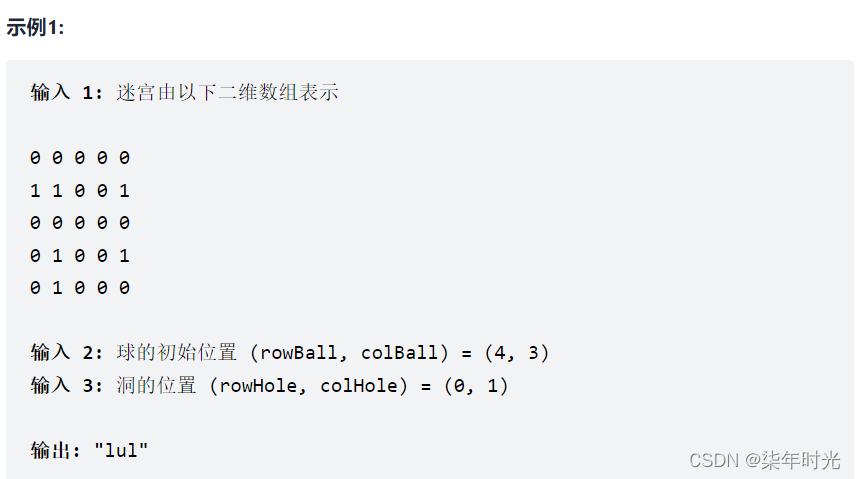 示例1:
输入 1: 迷宫由以下二维数组表示
0 0 0 0 0
1 1 0 0 1
0 0 0 0 0
0 1 0 0 1
0 1 0 0 0
输入 2: 球的初始位置 (rowBall, colBall) = (4, 3)
输入 3: 洞的位置 (rowHole, colHole) = (0, 1)
输出: "lul"
CSDN @柒年时光